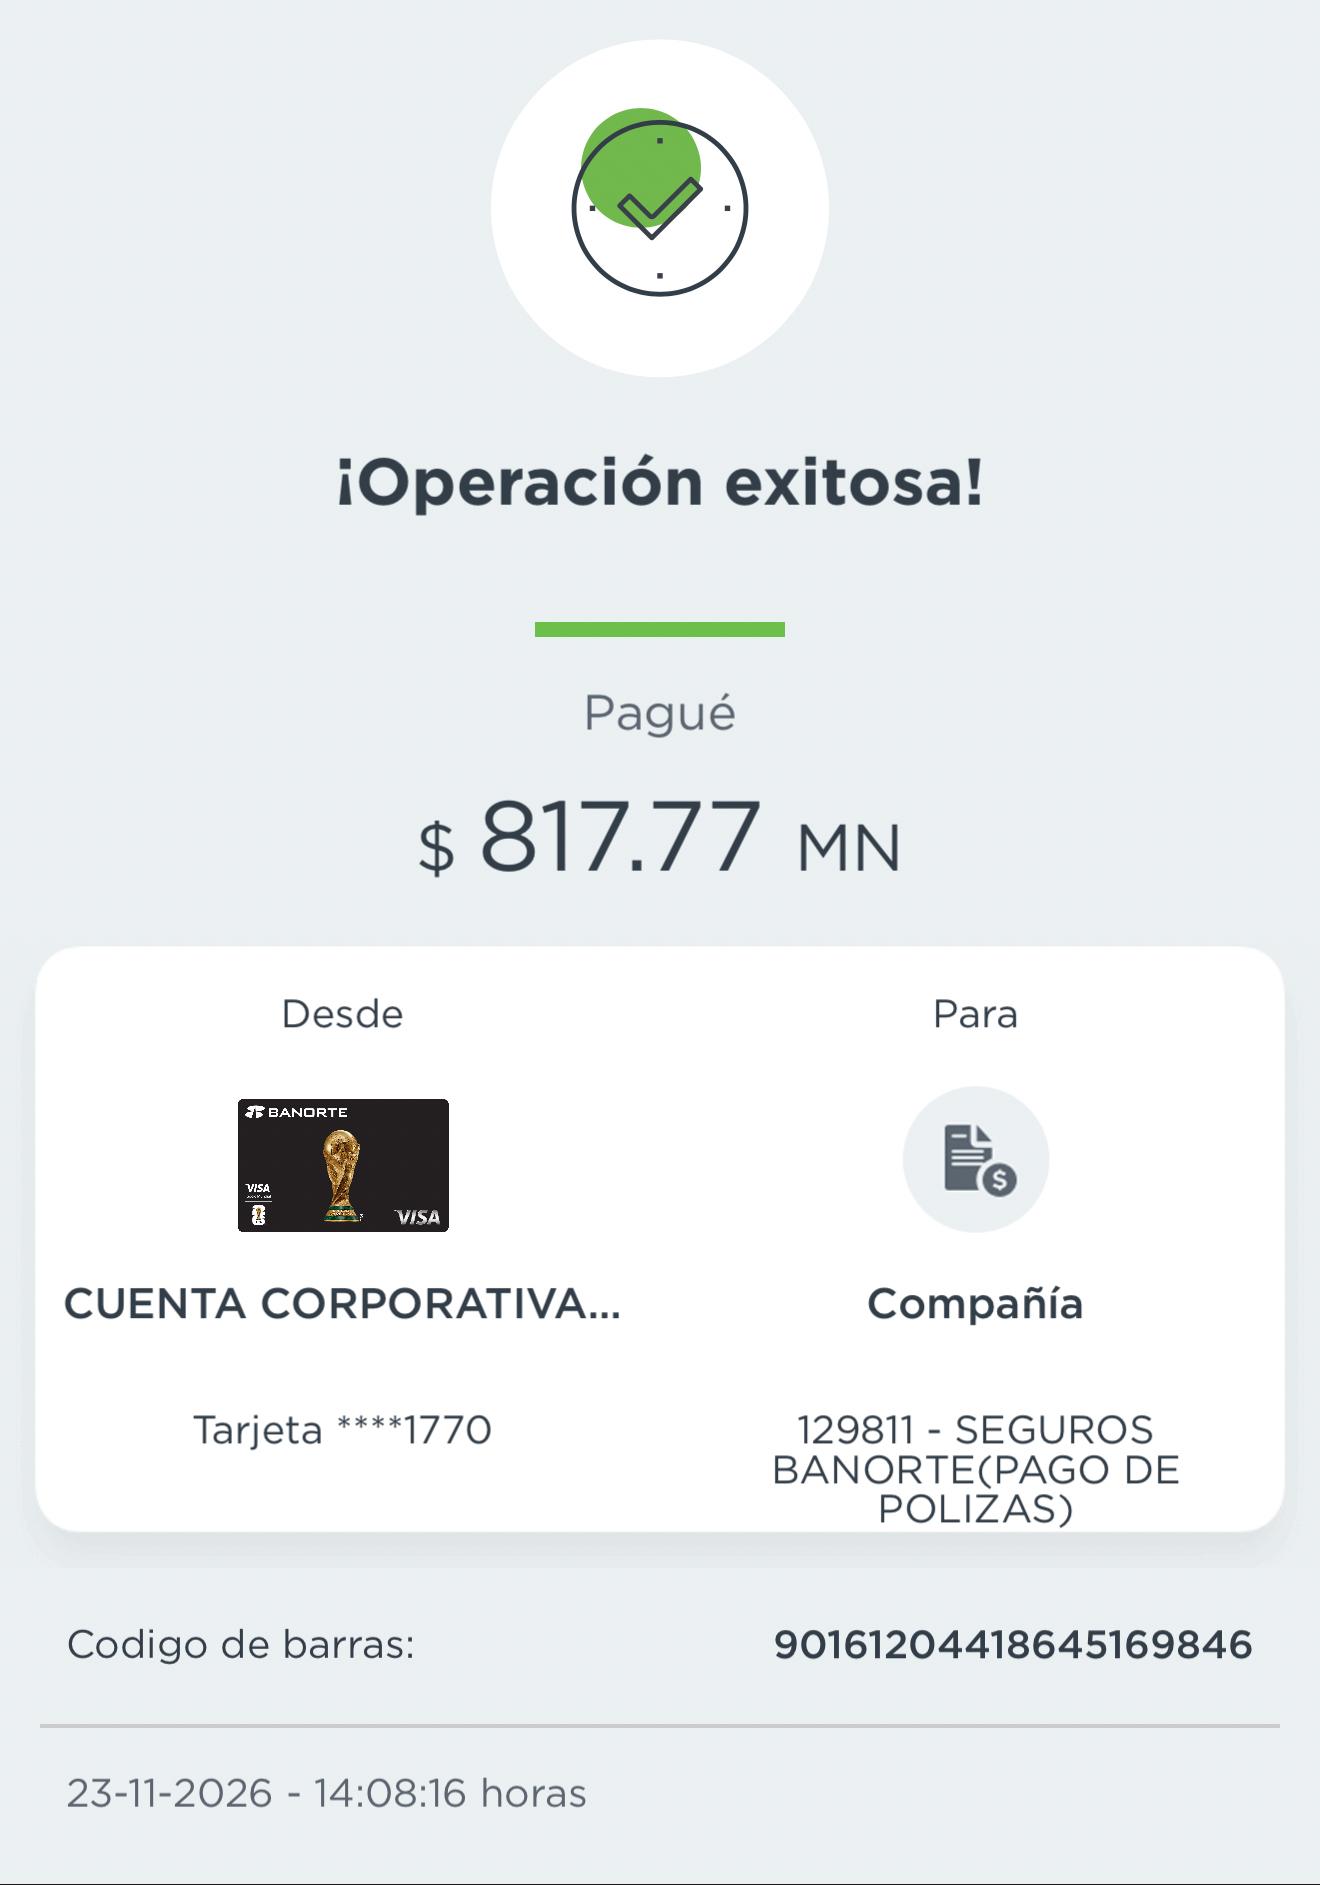 ¡Operación exitosa!
Pagué
$ 817.77 MN
Desde
Para
BANORTE
VISA
VISA
CUENTA CORPORATIVA...
Compañía
Tarjeta ****1770
129811 - SEGUROS
BANORTE(PAGO DE
POLIZAS)
Codigo de barras:
90161204418645169846
23-11-2026 - 14:08:16 horas